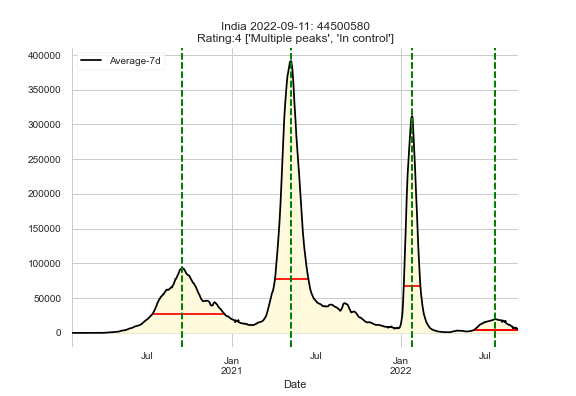 India 2022-09-11: 44500580
Rating:4 ['Multiple peaks', 'In control']
Average-7d
400000
350000
300000
250000
200000
150000
100000
50000
0
Jul
Jan
2021
Jul
Jan
2022
Jul
Date